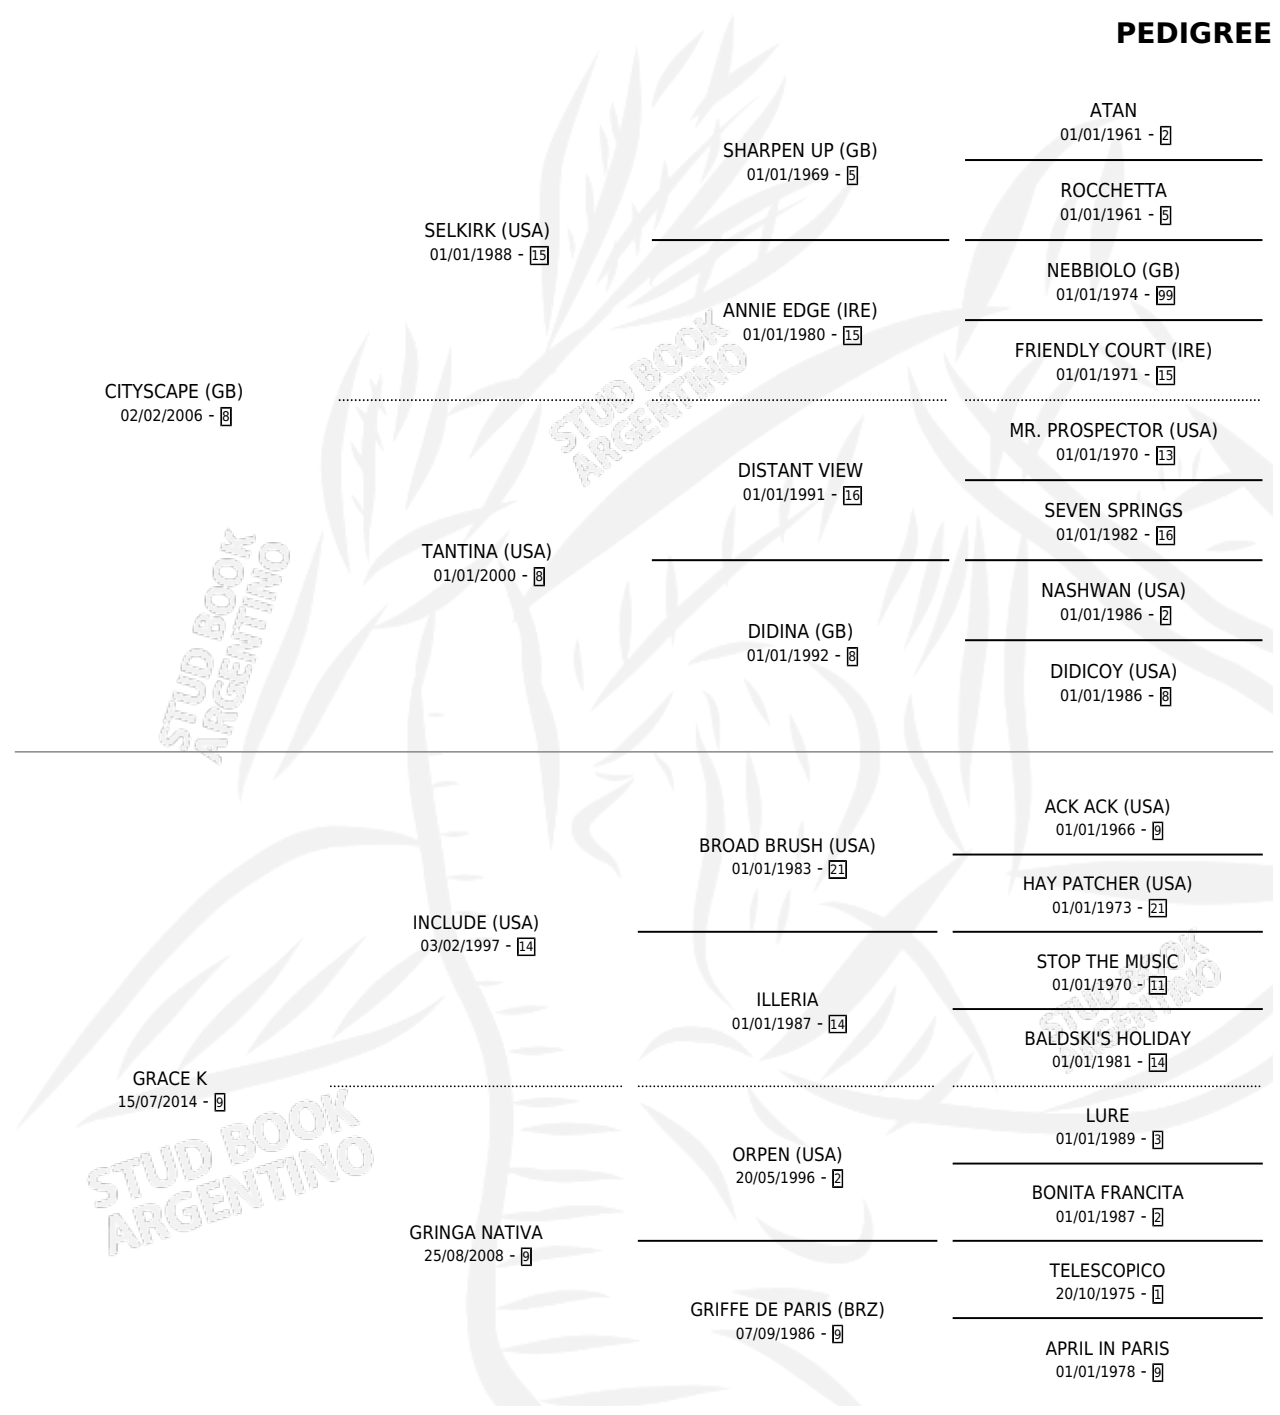 PEDIGREE
ATAN
01/01/1961 - 2
SHARPEN UP (GB)
01/01/1969 - 5
ROCCHETTA
01/01/1961 - 5
SELKIRK (USA)
01/01/1988 - 15
NEBBIOLO (GB)
01/01/1974 - 99
ANNIE EDGE (IRE)
01/01/1980 - 15
FRIENDLY COURT (IRE)
01/01/1971 - 15
CITYSCAPE (GB)
02/02/2006 - 8
STUD BOOK
ARGENTINO
MR. PROSPECTOR (USA)
01/01/1970 - 13
DISTANT VIEW
01/01/1991 - 16
SEVEN SPRINGS
01/01/1982 - 16
TANTINA (USA)
01/01/2000 - 8
NASHWAN (USA)
01/01/1986 - 2
DIDINA (GB)
01/01/1992 - 8
DIDICOY (USA)
01/01/1986 - 8
STUD BOOK
ARGENTINO
ACK ACK (USA)
01/01/1966 - 9
BROAD BRUSH (USA)
01/01/1983 - 21
HAY PATCHER (USA)
01/01/1973 - 21
INCLUDE (USA)
03/02/1997 - 14
STOP THE MUSIC
01/01/1970 - 11
ILLERIA
01/01/1987 - 14
STUD BOOK
ARGENTINO
BALDSKI'S HOLIDAY
01/01/1981 - 14
GRACE K
15/07/2014 - 9
LURE
01/01/1989 - 3
ORPEN (USA)
20/05/1996 - 2
STUD BOOK
ARGENTINO
BONITA FRANCITA
01/01/1987 - 2
GRINGA NATIVA
25/08/2008 - 9
TELESCOPICO
20/10/1975 - 1
GRIFFE DE PARIS (BRZ)
07/09/1986 - 9
APRIL IN PARIS
01/01/1978 - 9